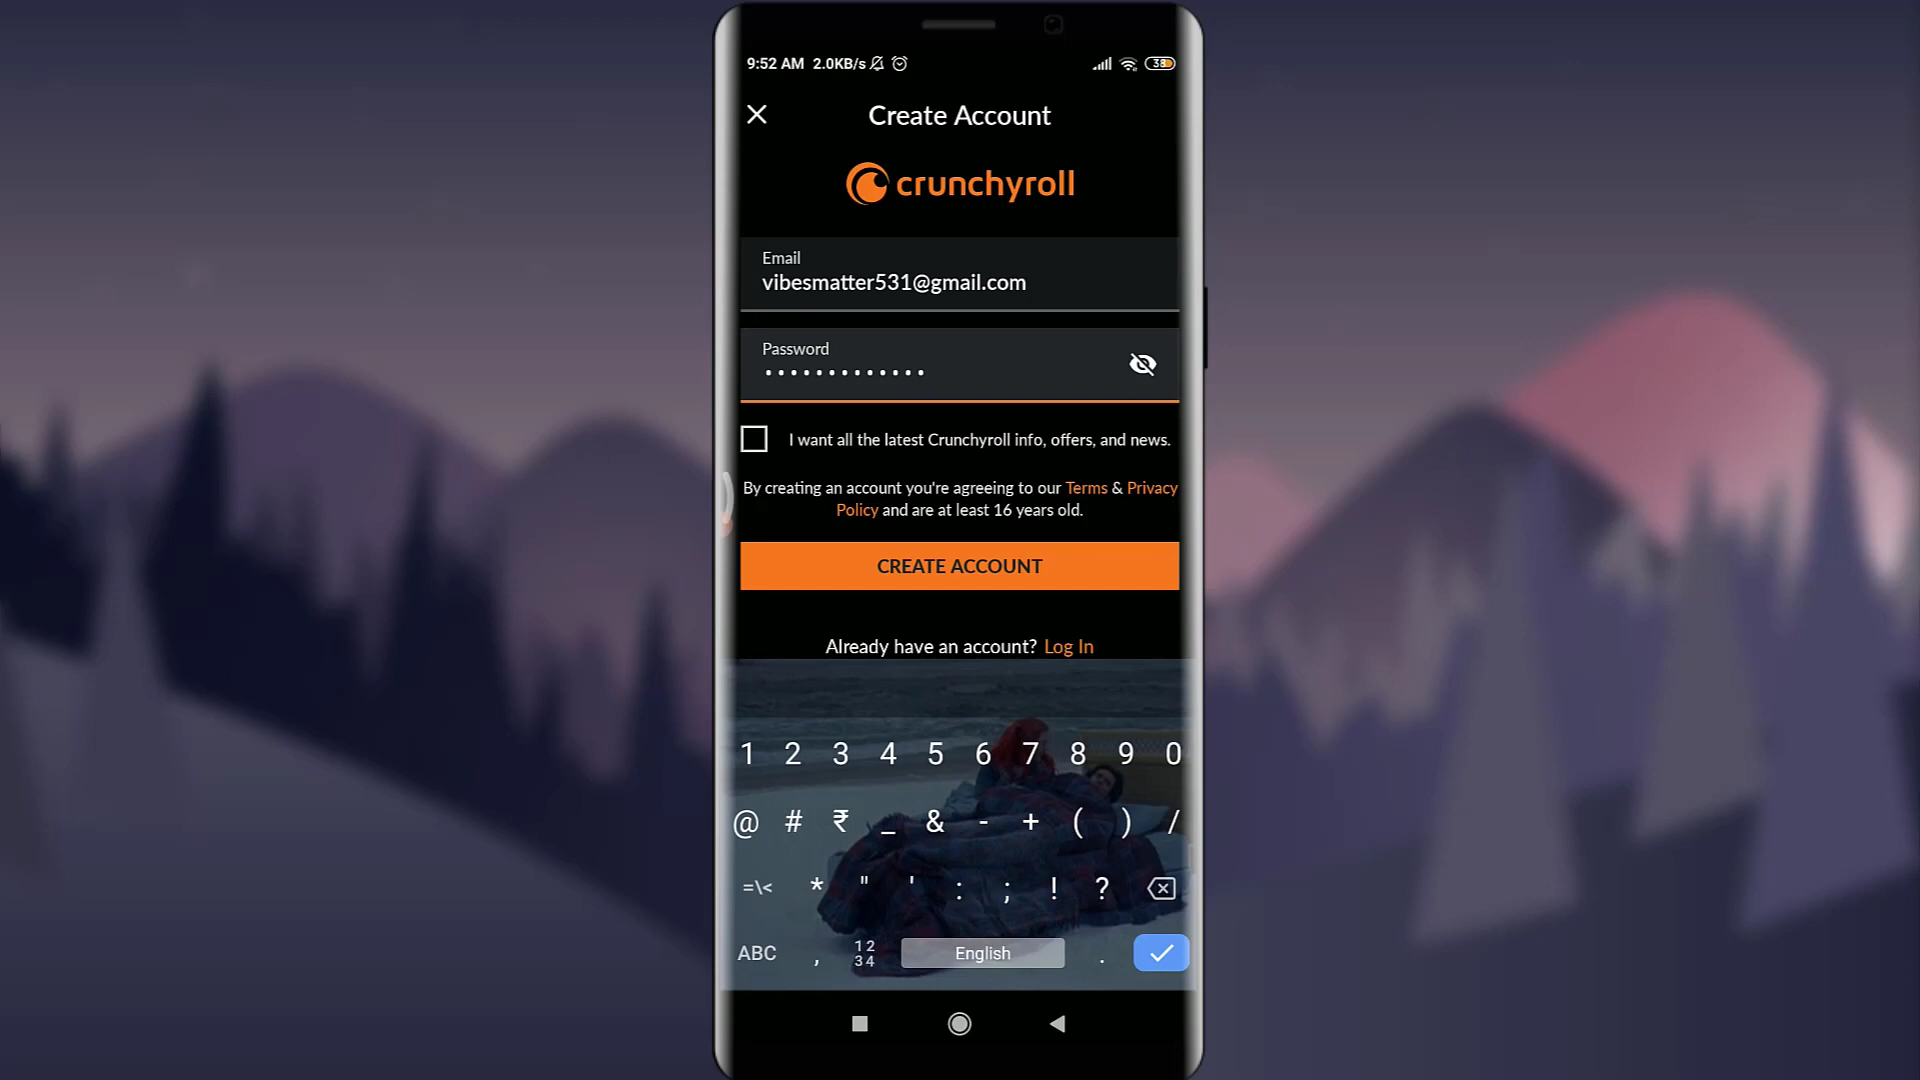 9:52 AM 2.0KB/s 38
Create Account
crunchyroll
Email
vibesmatter531@gmail.com
Password
•••••••••••••
I want all the latest Crunchyroll info, offers, and news.
By creating an account you're agreeing to our Terms & Privacy
Policy and are at least 16 years old.
CREATE ACCOUNT
Already have an account? Log In
1 2 3 4 5 6 7 8 9 0
@ # ₹ _ & - + ( ) /
=\< * " ' : ; ! ?
ABC , 12 34 English .